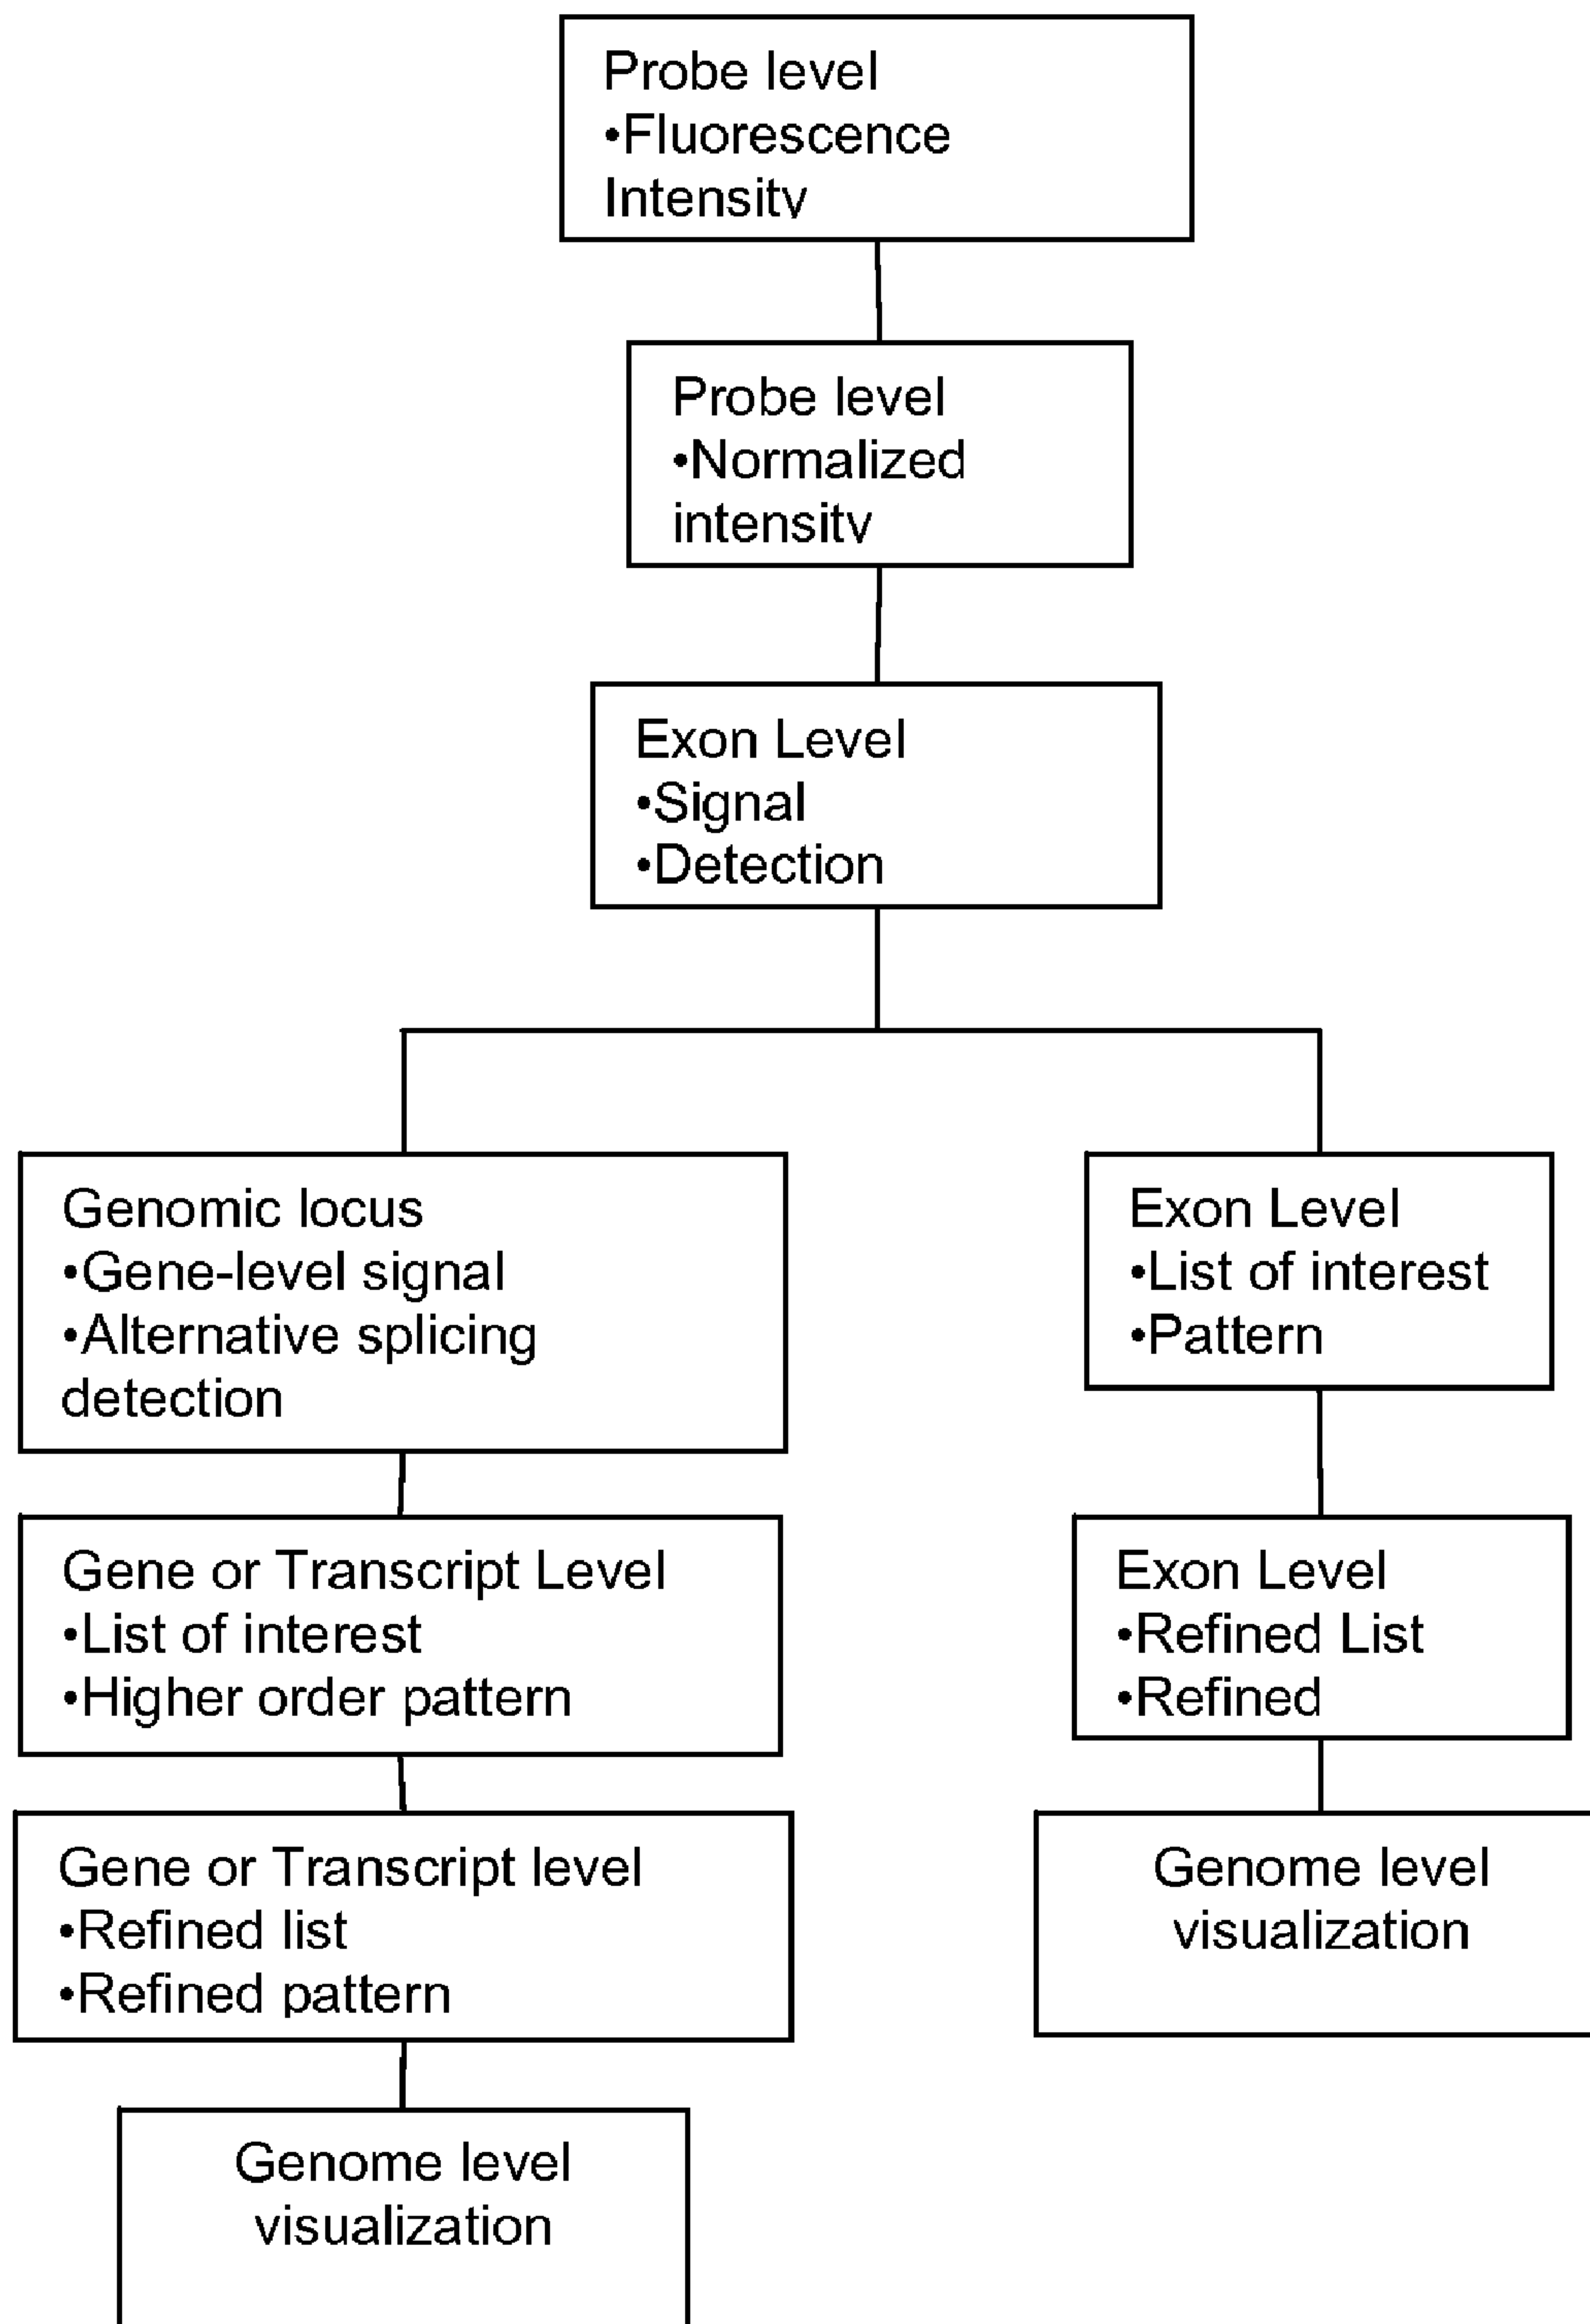 Probe level
•Fluorescence
Intensity
Probe level
•Normalized
intensity
Exon Level
•Signal
•Detection
Genomic locus
•Gene-level signal
•Alternative splicing
detection
Exon Level
•List of interest
•Pattern
Gene or Transcript Level
•List of interest
•Higher order pattern
Exon Level
•Refined List
•Refined
Gene or Transcript level
•Refined list
•Refined pattern
Genome level
visualization
Genome level
visualization